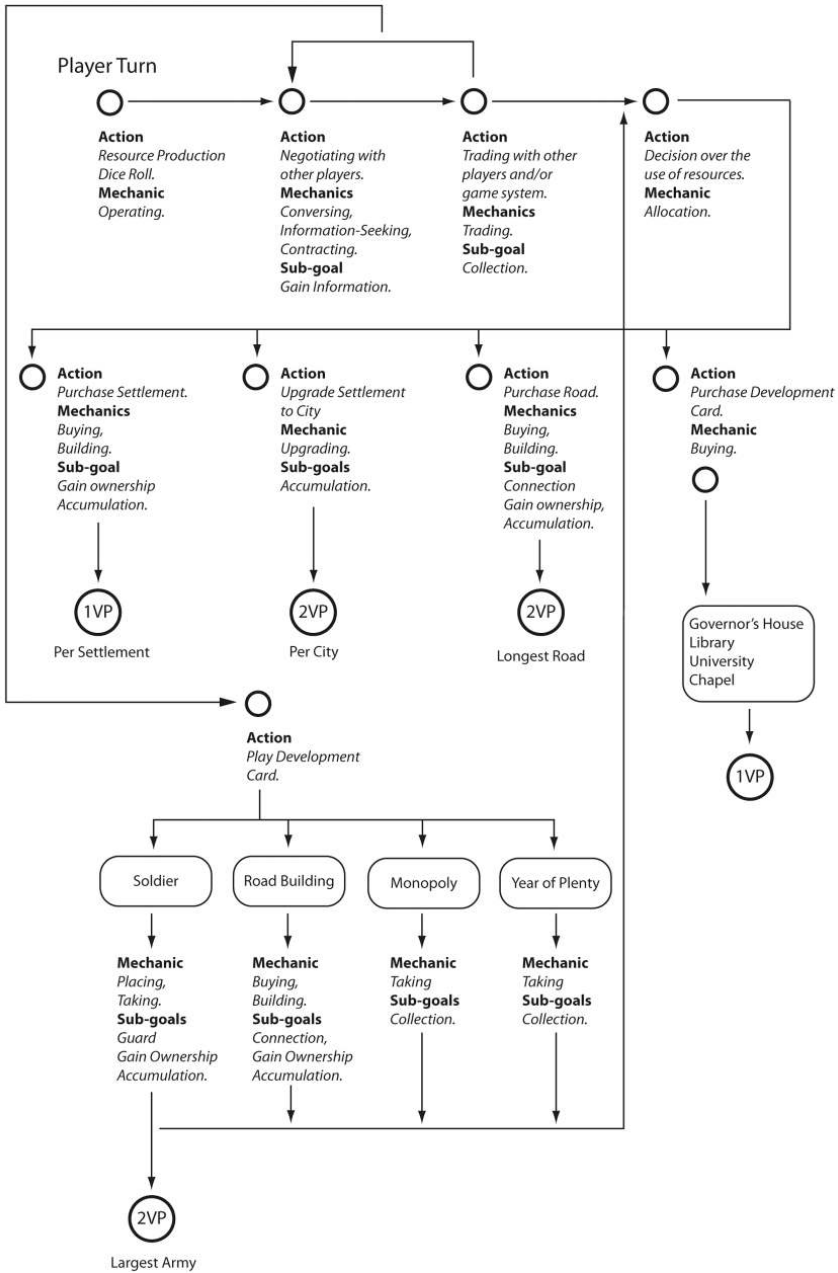 Player Turn
Action
Resource Production
Dice Roll.
Mechanic
Operating.
Action
Negotiating with
other players.
Mechanics
Conversing,
Information-Seeking,
Contracting.
Sub-goal
Gain Information.
Action
Trading with other
players and/or
game system.
Mechanics
Trading.
Sub-goal
Collection.
Action
Decision over the
use of resources.
Mechanic
Allocation.
Action
Purchase Settlement.
Mechanics
Buying,
Building.
Sub-goal
Gain ownership
Accumulation.
1VP
Per Settlement
Action
Upgrade Settlement
to City
Mechanic
Upgrading.
Sub-goals
Accumulation.
2VP
Per City
Action
Purchase Road.
Mechanics
Buying,
Building.
Sub-goal
Connection
Gain ownership,
Accumulation.
2VP
Longest Road
Action
Purchase Development
Card.
Mechanic
Buying.
Governor's House
Library
University
Chapel
1VP
Action
Play Development
Card.
Soldier
Mechanic
Placing,
Taking.
Sub-goals
Guard
Gain Ownership
Accumulation.
2VP
Largest Army
Road Building
Mechanic
Buying,
Building.
Sub-goals
Connection,
Gain Ownership
Accumulation.
Monopoly
Mechanic
Taking
Sub-goals
Collection.
Year of Plenty
Mechanic
Taking
Sub-goals
Collection.